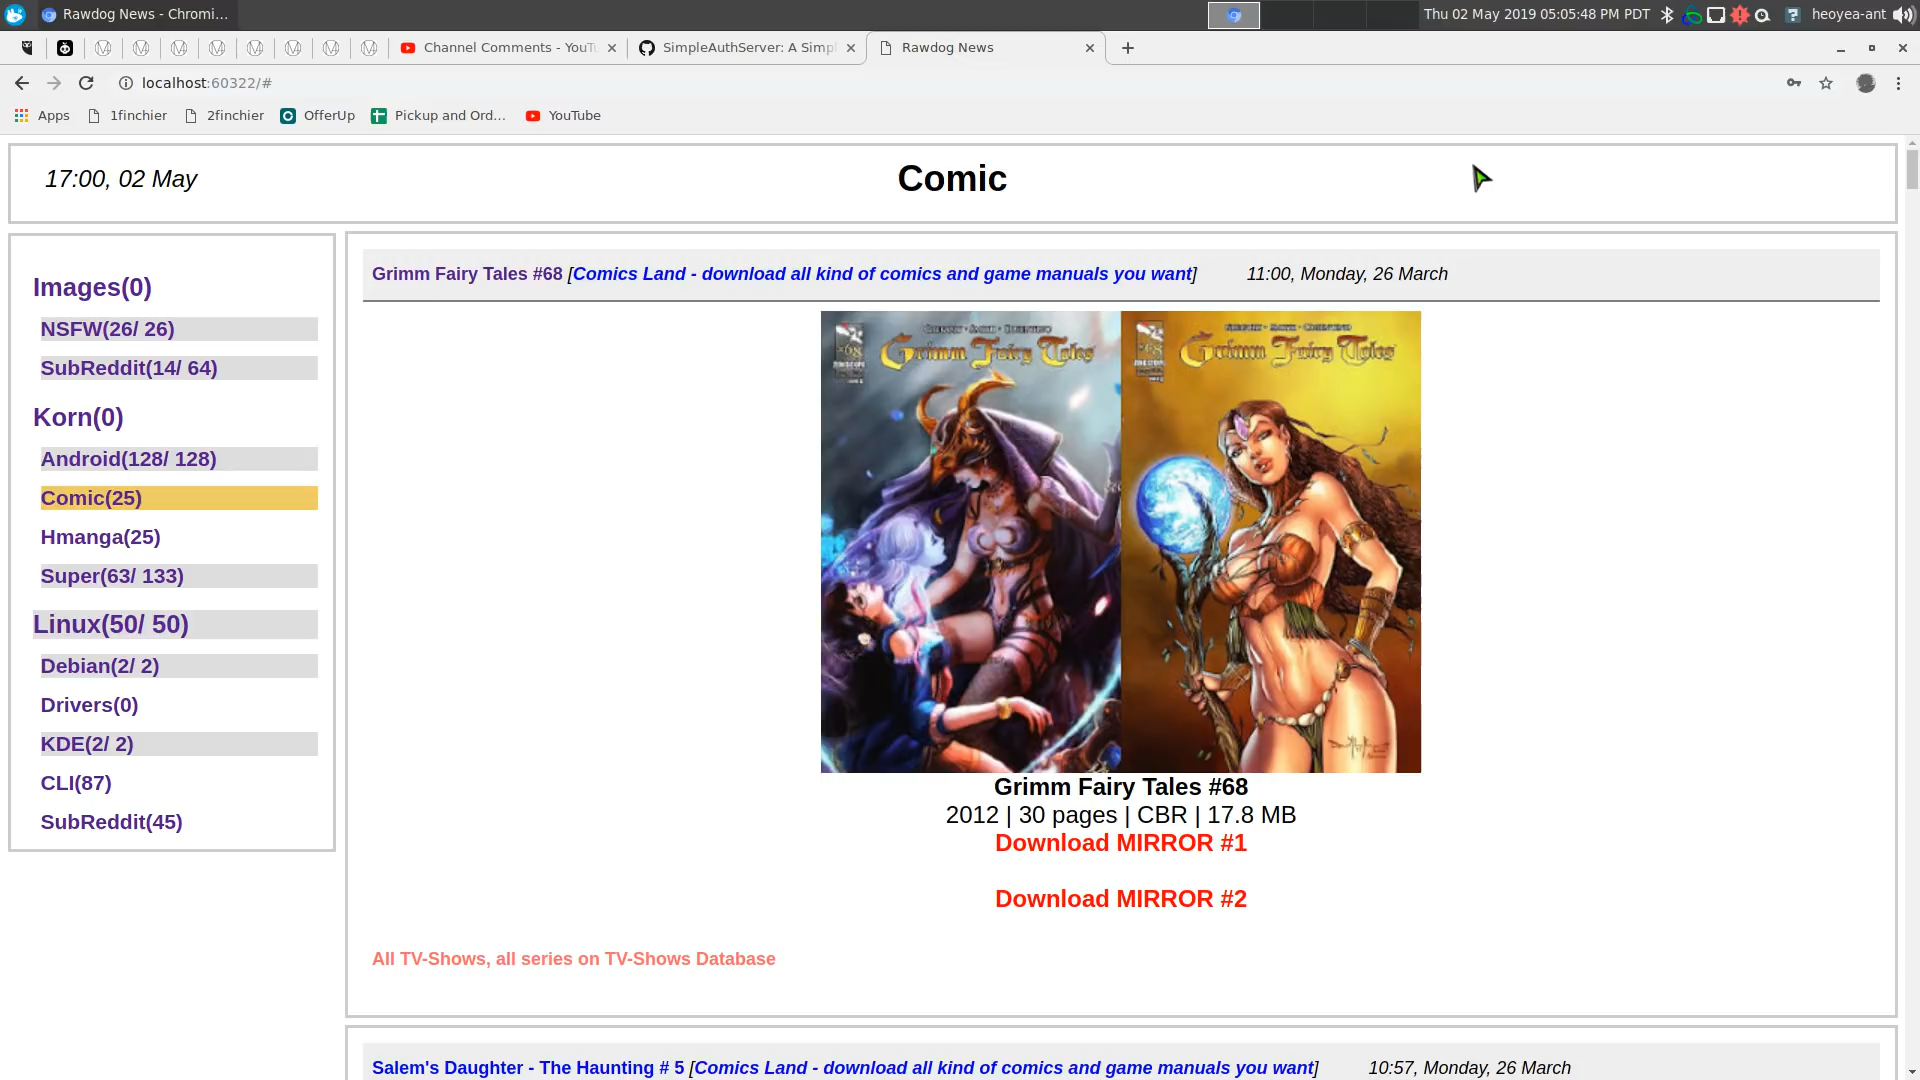 Rawdog News - Chromi...
Thu 02 May 2019 05:05:48 PM PDT
heoyea-ant
Channel Comments - YouTu
SimpleAuthServer: A Simpl
Rawdog News
localhost:60322/#
Apps
1finchier
2finchier
OfferUp
Pickup and Ord...
YouTube
17:00, 02 May
Comic
Images(0)
NSFW(26/ 26)
SubReddit(14/ 64)
Korn(0)
Android(128/ 128)
Comic(25)
Hmanga(25)
Super(63/ 133)
Linux(50/ 50)
Debian(2/ 2)
Drivers(0)
KDE(2/ 2)
CLI(87)
SubReddit(45)
Grimm Fairy Tales #68 [Comics Land - download all kind of comics and game manuals you want] 11:00, Monday, 26 March
Grimm Fairy Tales
#68
Grimm Fairy Tales
#68
Grimm Fairy Tales #68
2012 | 30 pages | CBR | 17.8 MB
Download MIRROR #1
Download MIRROR #2
All TV-Shows, all series on TV-Shows Database
Salem's Daughter - The Haunting # 5 [Comics Land - download all kind of comics and game manuals you want] 10:57, Monday, 26 March